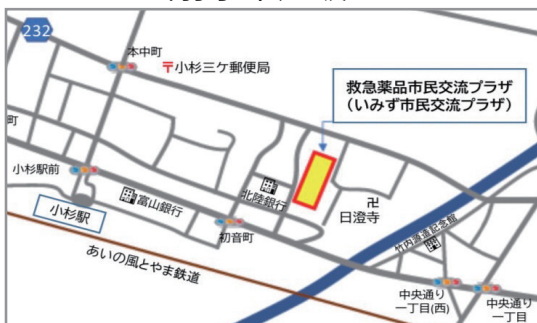 232
本中町
〒小杉三ケ郵便局
救急薬品市民交流プラザ
(いみず市民交流プラザ)
町
小杉駅前
富山銀行
北陸銀行
卍
日澄寺
小杉駅
初音町
竹内源造記念館
あいの風とやま鉄道
中央通り
一丁目(西)
中央通り
一丁目